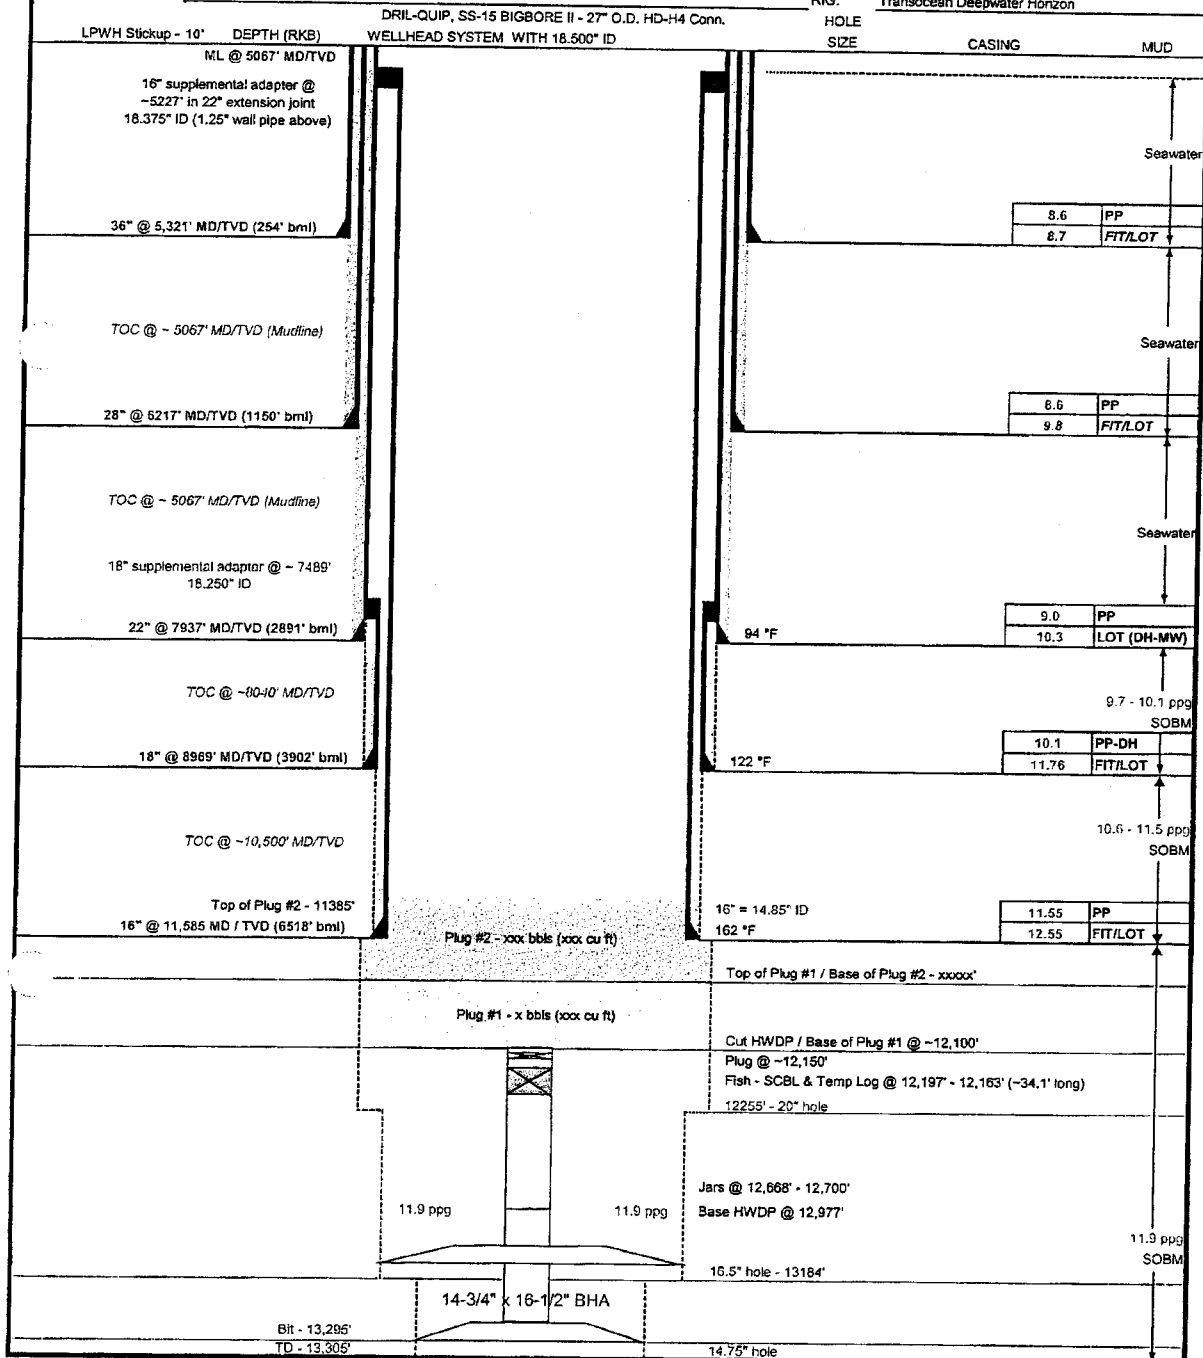 RIG: Transocean Deepwater Horizon
DRIL-QUIP, SS-15 BIGBORE II - 27" O.D. HD-H4 Conn.
HOLE
LPWH Stickup - 10' DEPTH (RKB) WELLHEAD SYSTEM WITH 18.500" ID
SIZE CASING MUD
ML @ 5067' MD/TVD
16" supplemental adapter @
~5227' in 22" extension joint
18.375" ID (1.25" wall pipe above)
Seawater
36" @ 5,321' MD/TVD (254' bml)
8.6 PP
8.7 FIT/LOT
TOC @ ~ 5067' MD/TVD (Mudline)
Seawater
28" @ 6217' MD/TVD (1150' bml)
8.6 PP
9.8 FIT/LOT
TOC @ ~ 5067' MD/TVD (Mudline)
Seawater
18" supplemental adaptor @ ~ 7489'
18.250" ID
22" @ 7937' MD/TVD (2891' bml)
94 °F
9.0 PP
10.3 LOT (DH-MW)
TOC @ ~8040' MD/TVD
9.7 - 10.1 ppg
SOBM
18" @ 8969' MD/TVD (3902' bml)
122 °F
10.1 PP-DH
11.76 FIT/LOT
TOC @ ~10,500' MD/TVD
10.6 - 11.5 ppg
SOBM
Top of Plug #2 - 11385'
16" @ 11,585 MD / TVD (6518' bml)
Plug #2 - xxx bbls (xxx cu ft)
16" = 14.85" ID
162 °F
11.55 PP
12.55 FIT/LOT
Top of Plug #1 / Base of Plug #2 - xxxxx'
Plug #1 - x bbls (xxx cu ft)
Cut HWDP / Base of Plug #1 @ ~12,100'
Plug @ ~12,150'
Fish - SCBL & Temp Log @ 12,197' - 12,163' (~34.1' long)
12255' - 20" hole
Jars @ 12,668' - 12,700'
11.9 ppg 11.9 ppg Base HWDP @ 12,977'
11.9 ppg
SOBM
16.5" hole - 13184'
14-3/4" x 16-1/2" BHA
Bit - 13,295'
TD - 13,305'
14.75" hole